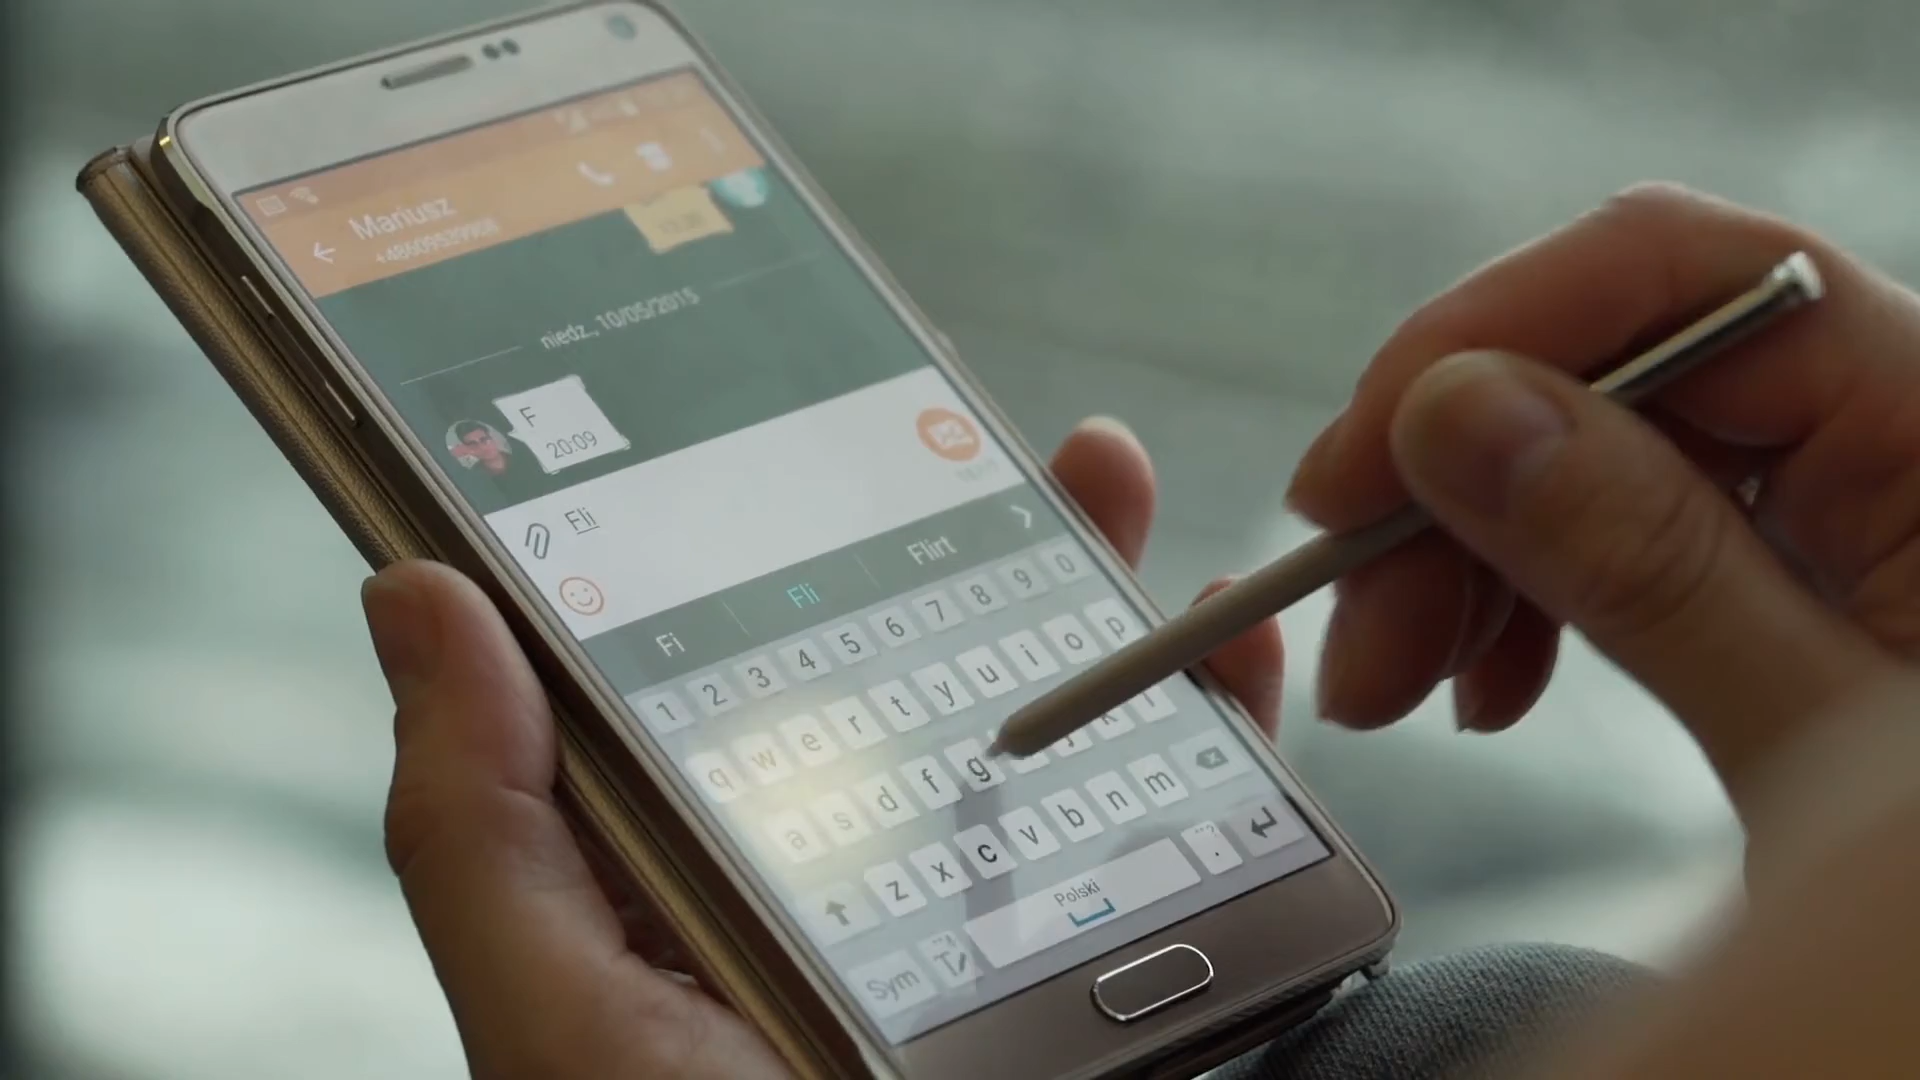 Mariusz
niedz., 10/05/2015
F
20:09
Fli
Fi Fli Flirt
1 2 3 4 5 6 7 8 9 0
q w e r t y u i o p
a s d f g j k l
z x c v b n m
Sym Polski . ,